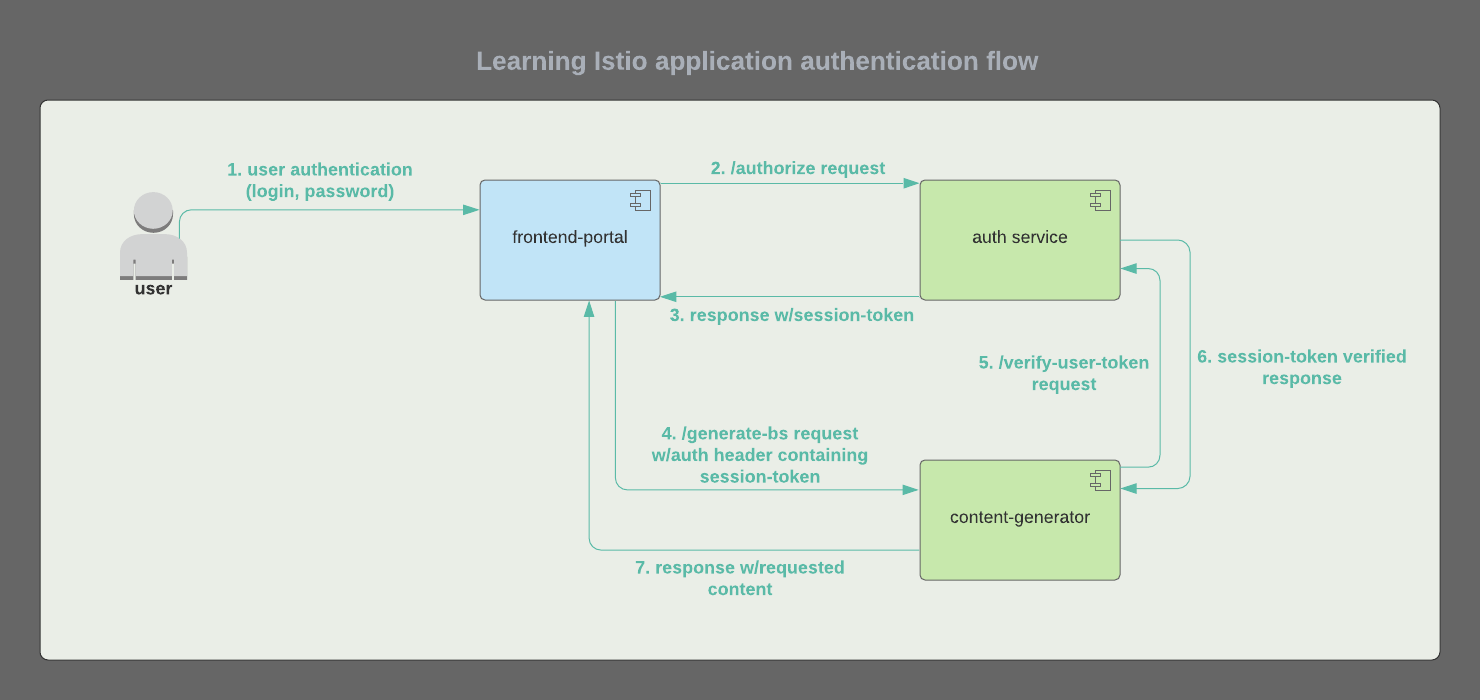 Learning Istio application authentication flow
1. user authentication
(login, password)
2. /authorize request
frontend-portal
auth service
user
3. response w/session-token
5. /verify-user-token
request
6. session-token verified
response
4. /generate-bs request
w/auth header containing
session-token
content-generator
7. response w/requested
content